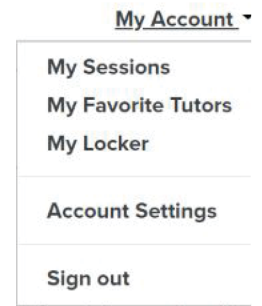 My Account
My Sessions
My Favorite Tutors
My Locker
Account Settings
Sign out